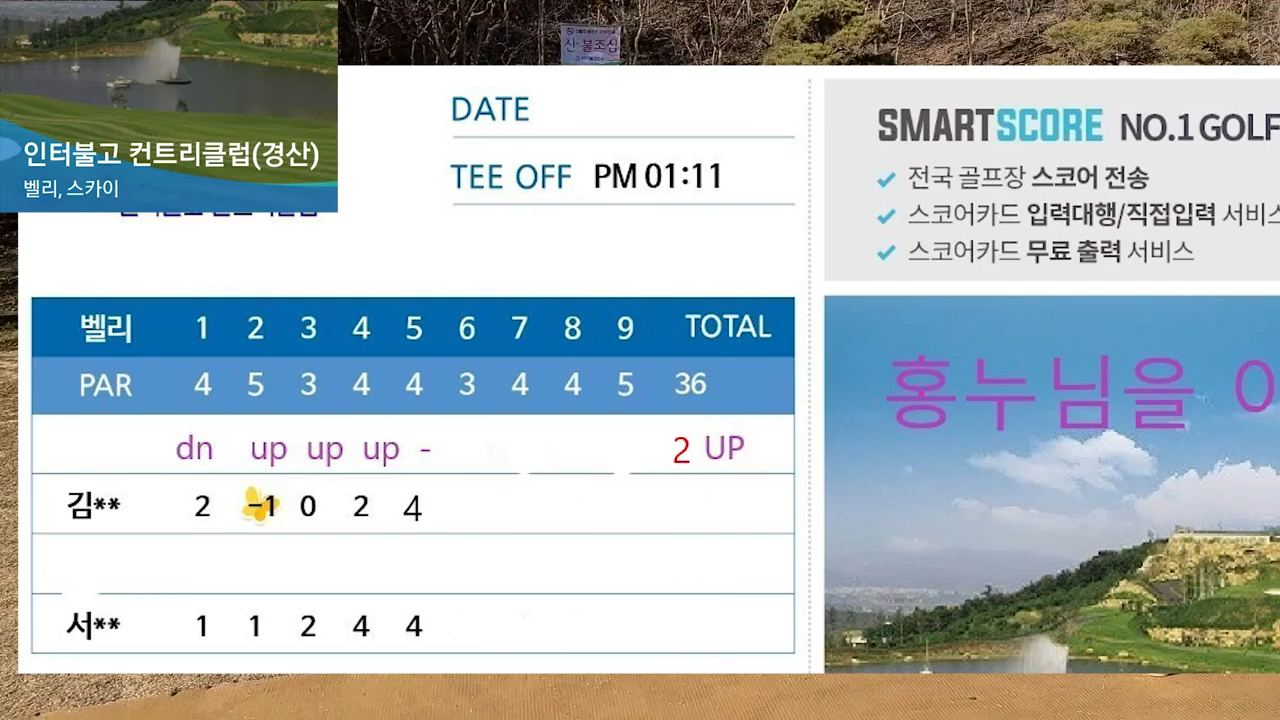 산·불조심
인터불고 컨트리클럽(경산)
벨리, 스카이
DATE
TEE OFF PM 01:11
SMARTSCORE NO.1 GOLF
전국 골프장 스코어 전송
스코어카드 입력대행/직접입력 서비스
스코어카드 무료 출력 서비스
벨리 1 2 3 4 5 6 7 8 9 TOTAL
PAR 4 5 3 4 4 3 4 4 5 36
dn up up up - 2 UP
김** 2 -1 0 2 4
서** 1 1 2 4 4
홍누님을